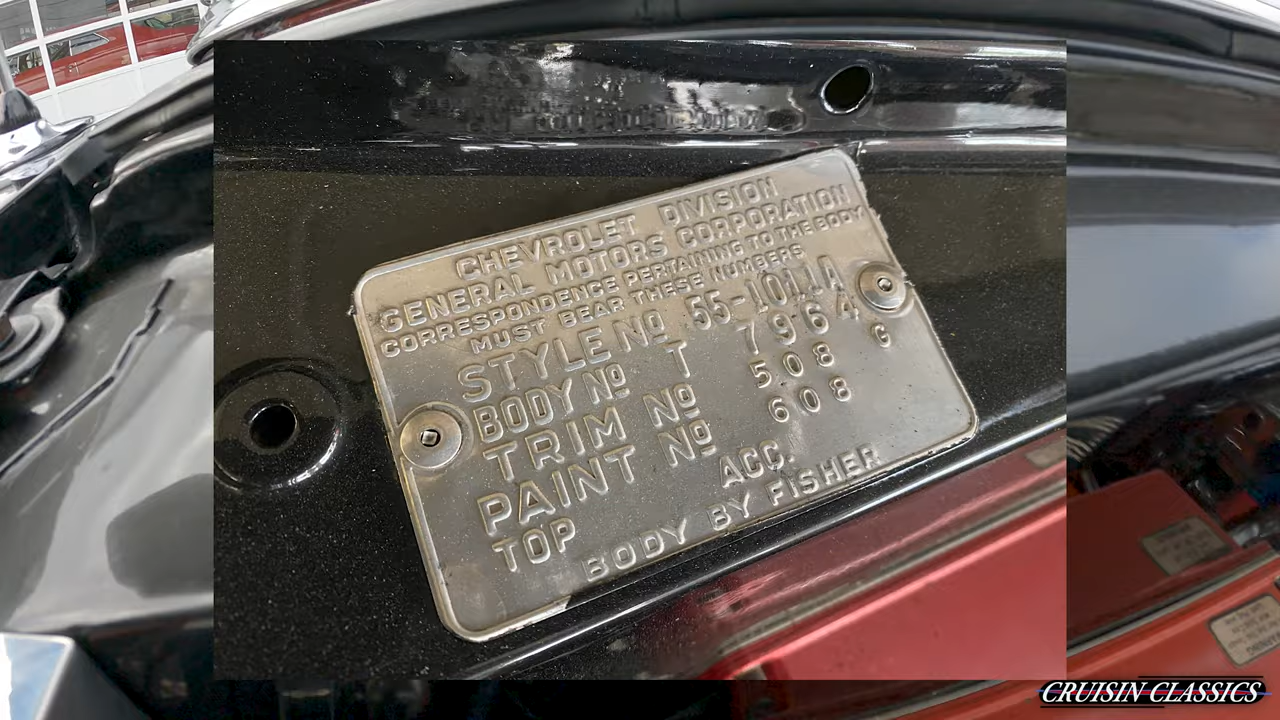 CHEVROLET DIVISION
GENERAL MOTORS CORPORATION
CORRESPONDENCE PERTAINING TO THE BODY
MUST BEAR THESE NUMBERS
STYLE Nº 55-1011A
BODY Nº T 7964
TRIM Nº 508 G
PAINT Nº 608
TOP ACC.
BODY BY FISHER
CRUISIN CLASSICS